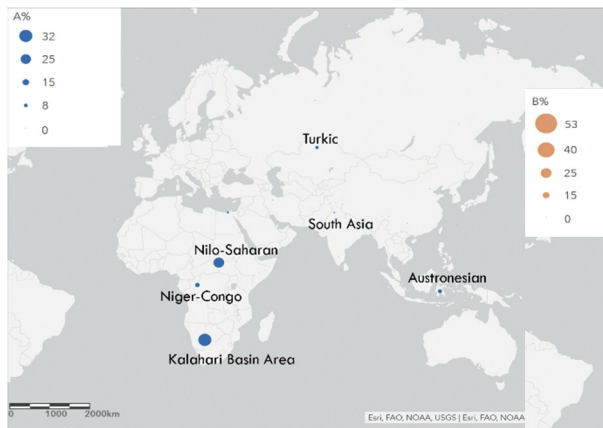 A%
32
25
15
8
0
B%
53
40
25
15
0
Turkic
South Asia
Nilo-Saharan
Austronesian
Niger-Congo
Kalahari Basin Area
0 1000 2000km
Esri, FAO, NOAA, USGS | Esri, FAO, NOAA